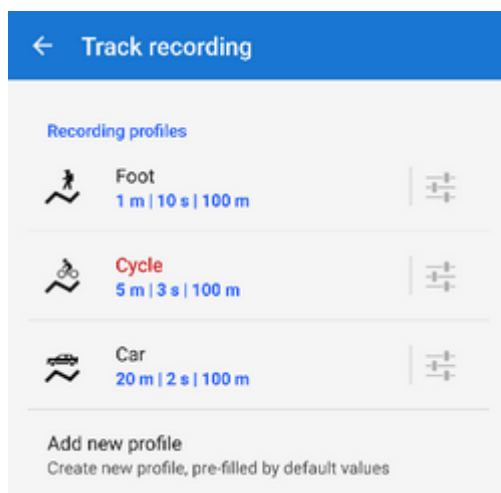 Track recording
Recording profiles
Foot
1 m | 10 s | 100 m
Cycle
5 m | 3 s | 100 m
Car
20 m | 2 s | 100 m
Add new profile
Create new profile, pre-filled by default values